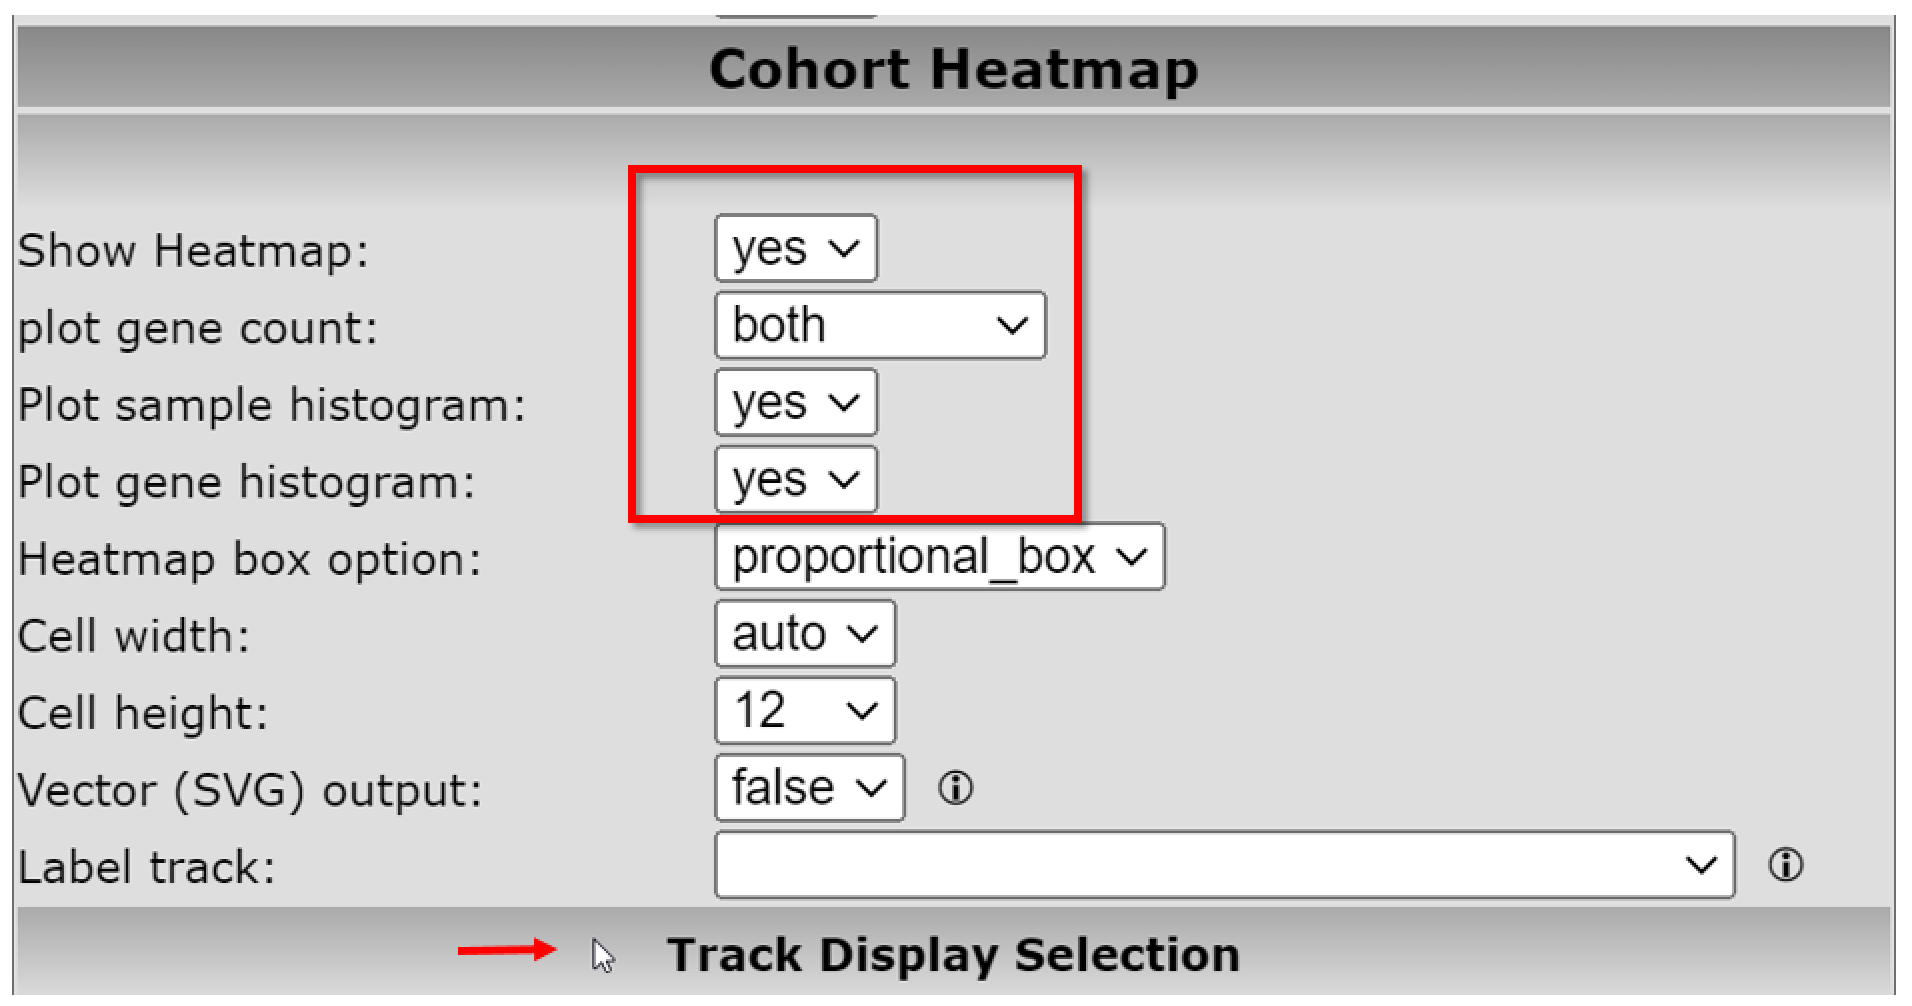 Cohort Heatmap
Show Heatmap: yes
plot gene count: both
Plot sample histogram: yes
Plot gene histogram: yes
Heatmap box option: proportional_box
Cell width: auto
Cell height: 12
Vector (SVG) output: false
Label track:
Track Display Selection